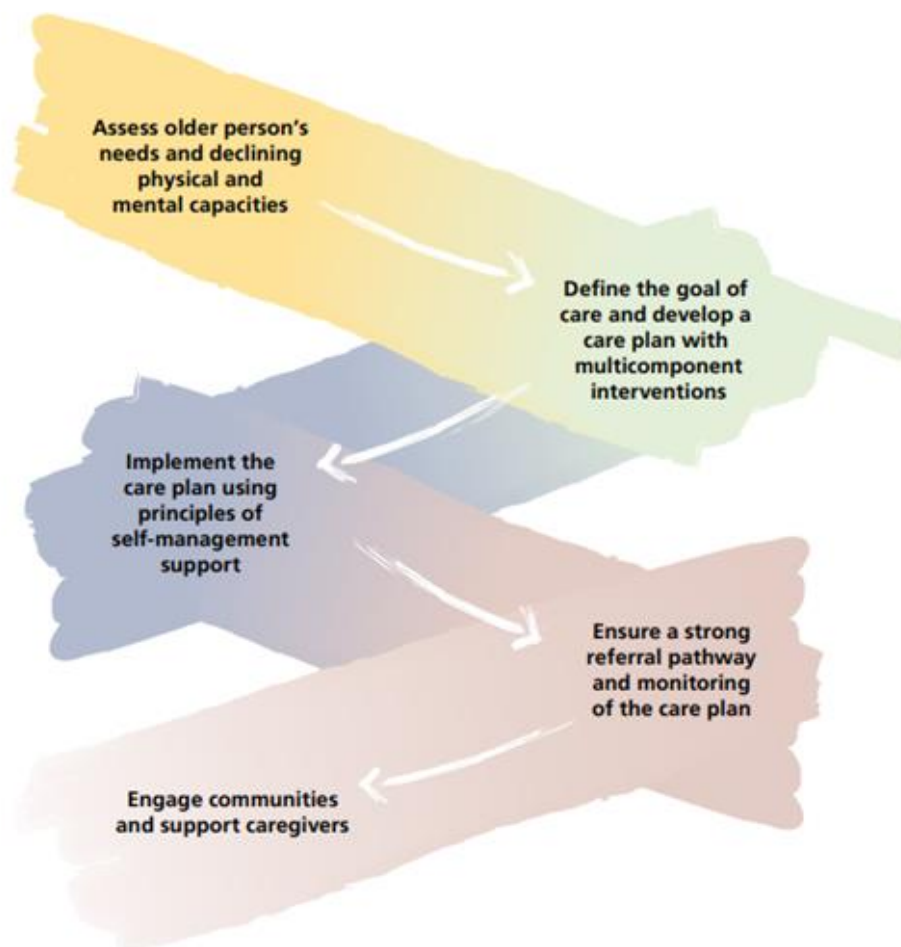 Assess older person's
needs and declining
physical and
mental capacities
Define the goal of
care and develop a
care plan with
multicomponent
interventions
Implement the
care plan using
principles of
self-management
support
Ensure a strong
referral pathway
and monitoring
of the care plan
Engage communities
and support caregivers